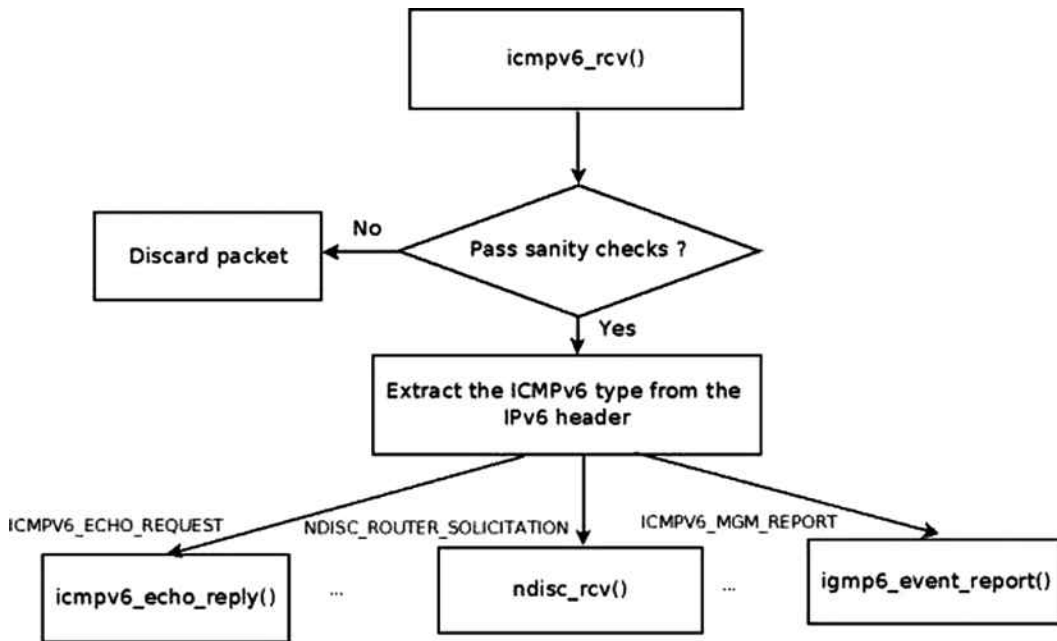 icmpv6_rcv()
Pass sanity checks ?
No
Discard packet
Yes
Extract the ICMPv6 type from the
IPv6 header
ICMPV6_ECHO_REQUEST
NDISC_ROUTER_SOLICITATION
ICMPV6_MGM_REPORT
icmpv6_echo_reply()
...
ndisc_rcv()
...
igmp6_event_report()